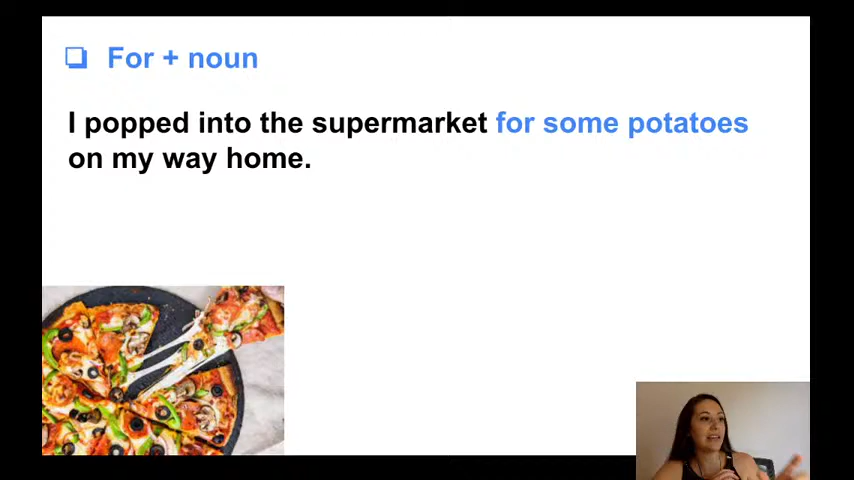 For + noun
I popped into the supermarket for some potatoes
on my way home.